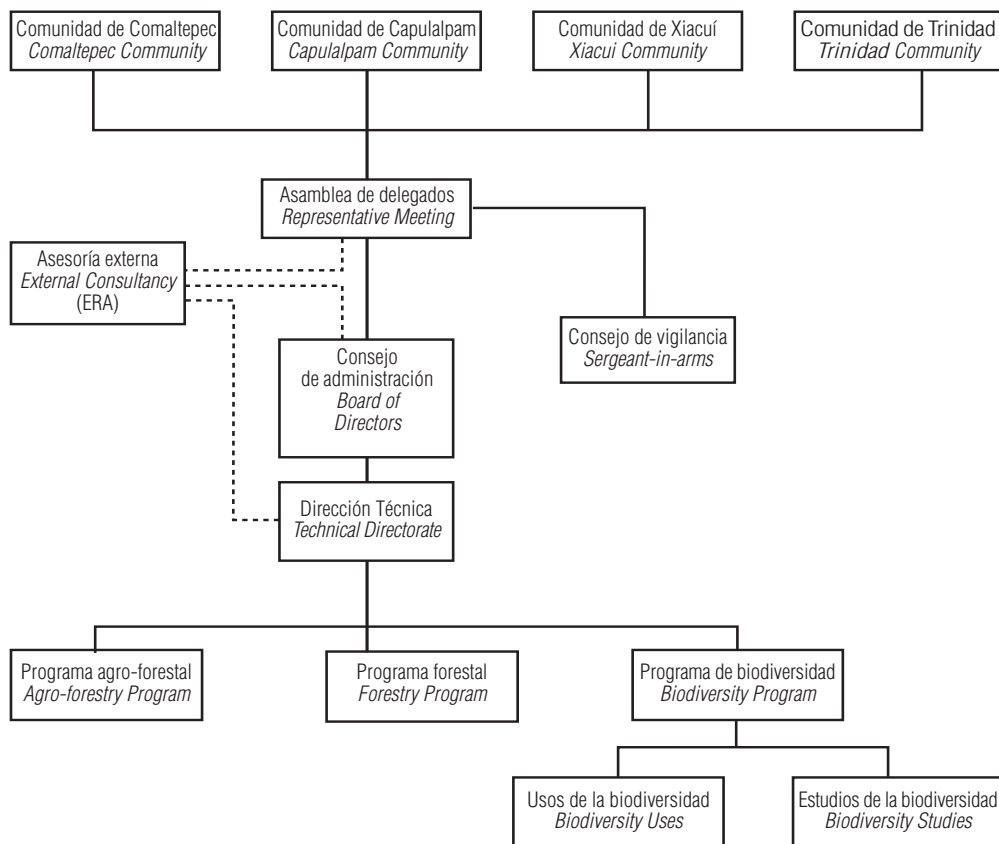 Comunidad de Comaltepec
Comaltepec Community
Comunidad de Capulalpam
Capulalpam Community
Comunidad de Xiacuí
Xiacui Community
Comunidad de Trinidad
Trinidad Community
Asamblea de delegados
Representative Meeting
Asesoría externa
External Consultancy
(ERA)
Consejo de vigilancia
Sergeant-in-arms
Consejo
de administración
Board of
Directors
Dirección Técnica
Technical Directorate
Programa agro-forestal
Agro-forestry Program
Programa forestal
Forestry Program
Programa de biodiversidad
Biodiversity Program
Usos de la biodiversidad
Biodiversity Uses
Estudios de la biodiversidad
Biodiversity Studies